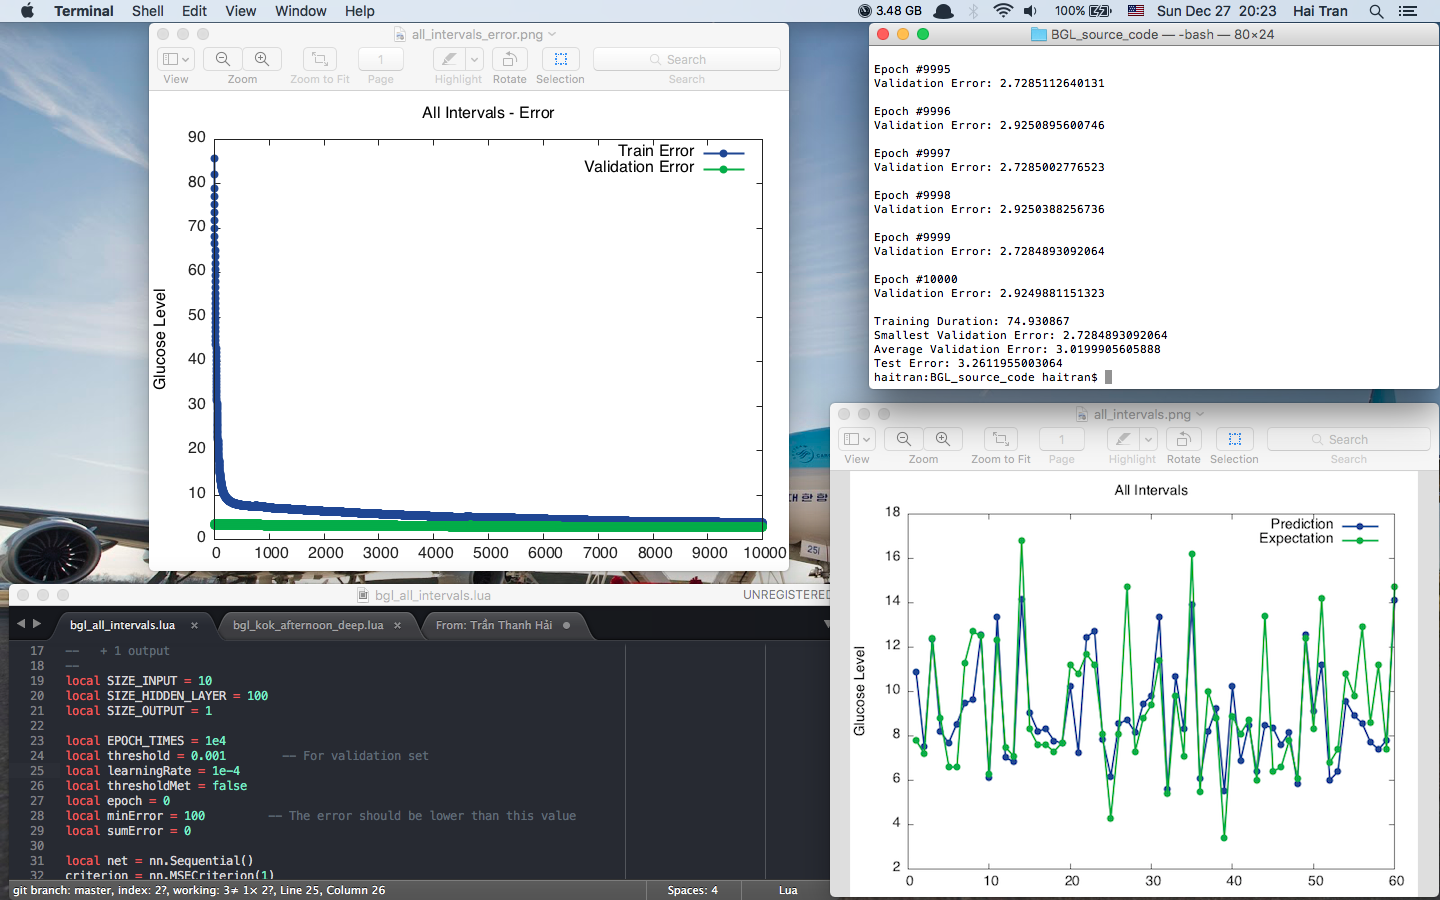 Terminal Shell Edit View Window Help 3.48 GB 100% Sun Dec 27 20:23 Hai Tran
all_intervals_error.png
1 Search
View Zoom Zoom to Fit Page Highlight Rotate Selection Search
All Intervals - Error
Train Error
Validation Error
Glucose Level
90
80
70
60
50
40
30
20
10
0
0 1000 2000 3000 4000 5000 6000 7000 8000 9000 10000
BGL_source_code — -bash — 80×24
Epoch #9995
Validation Error: 2.7285112640131
Epoch #9996
Validation Error: 2.9250895600746
Epoch #9997
Validation Error: 2.7285002776523
Epoch #9998
Validation Error: 2.9250388256736
Epoch #9999
Validation Error: 2.7284893092064
Epoch #10000
Validation Error: 2.9249881151323
Training Duration: 74.930867
Smallest Validation Error: 2.7284893092064
Average Validation Error: 3.0199905605888
Test Error: 3.2611955003064
haitran:BGL_source_code haitran$
대한항
251
bgl_all_intervals.lua UNREGISTERED
bgl_all_intervals.lua × bgl_kok_afternoon_deep.lua × From: Trần Thanh Hải
17 -- + 1 output
18 --
19 local SIZE_INPUT = 10
20 local SIZE_HIDDEN_LAYER = 100
21 local SIZE_OUTPUT = 1
22
23 local EPOCH_TIMES = 1e4
24 local threshold = 0.001 -- For validation set
25 local learningRate = 1e-4
26 local thresholdMet = false
27 local epoch = 0
28 local minError = 100 -- The error should be lower than this value
29 local sumError = 0
30
31 local net = nn.Sequential()
32 criterion = nn.MSECriterion(1)
git branch: master, index: 2?, working: 3≠ 1× 2?, Line 25, Column 26 Spaces: 4 Lua
all_intervals.png
1 Search
View Zoom Zoom to Fit Page Highlight Rotate Selection Search
All Intervals
Prediction
Expectation
Glucose Level
18
16
14
12
10
8
6
4
2
0 10 20 30 40 50 60